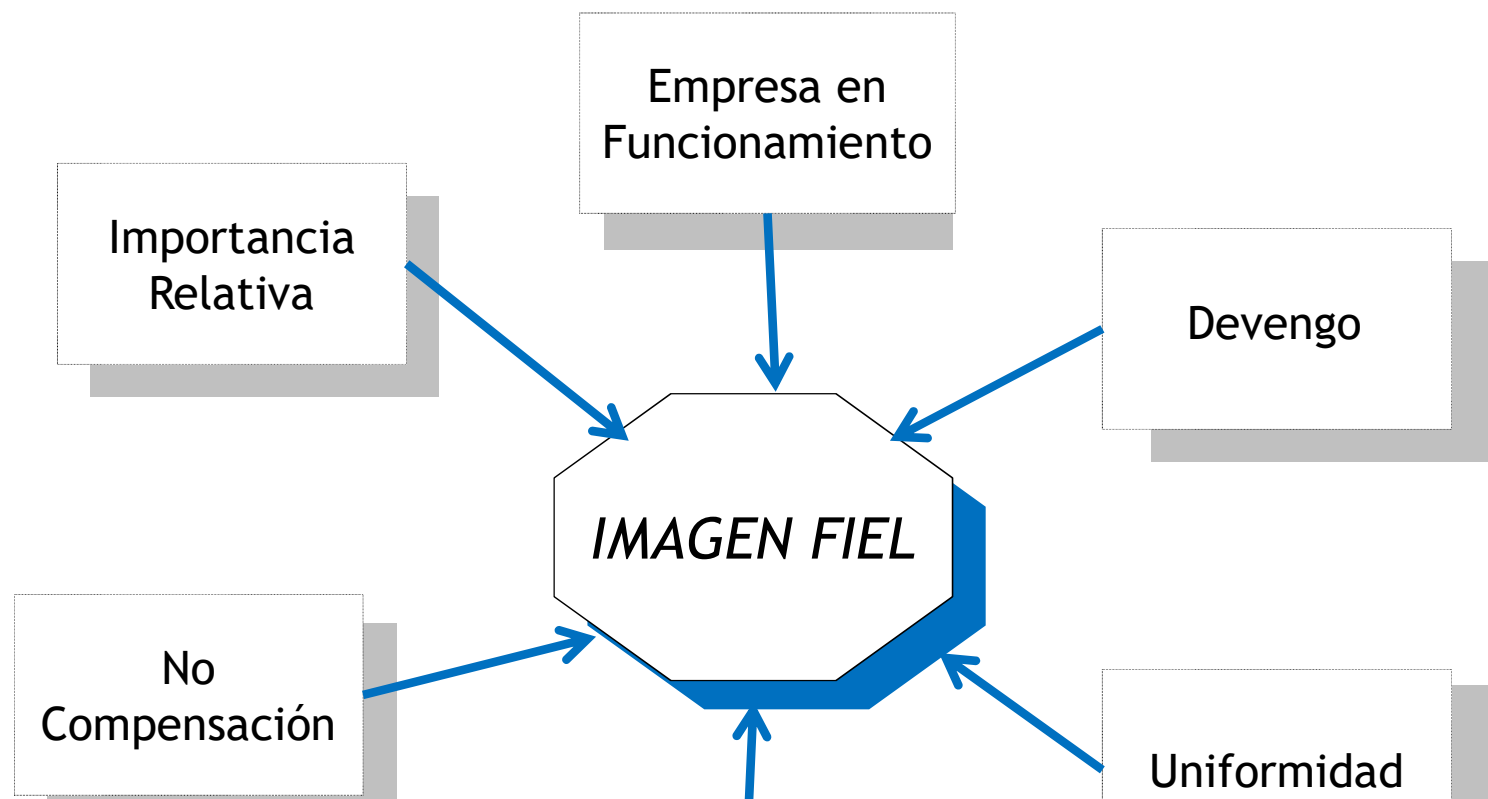 Empresa en
Funcionamiento
Importancia
Relativa
Devengo
IMAGEN FIEL
No
Compensación
Uniformidad